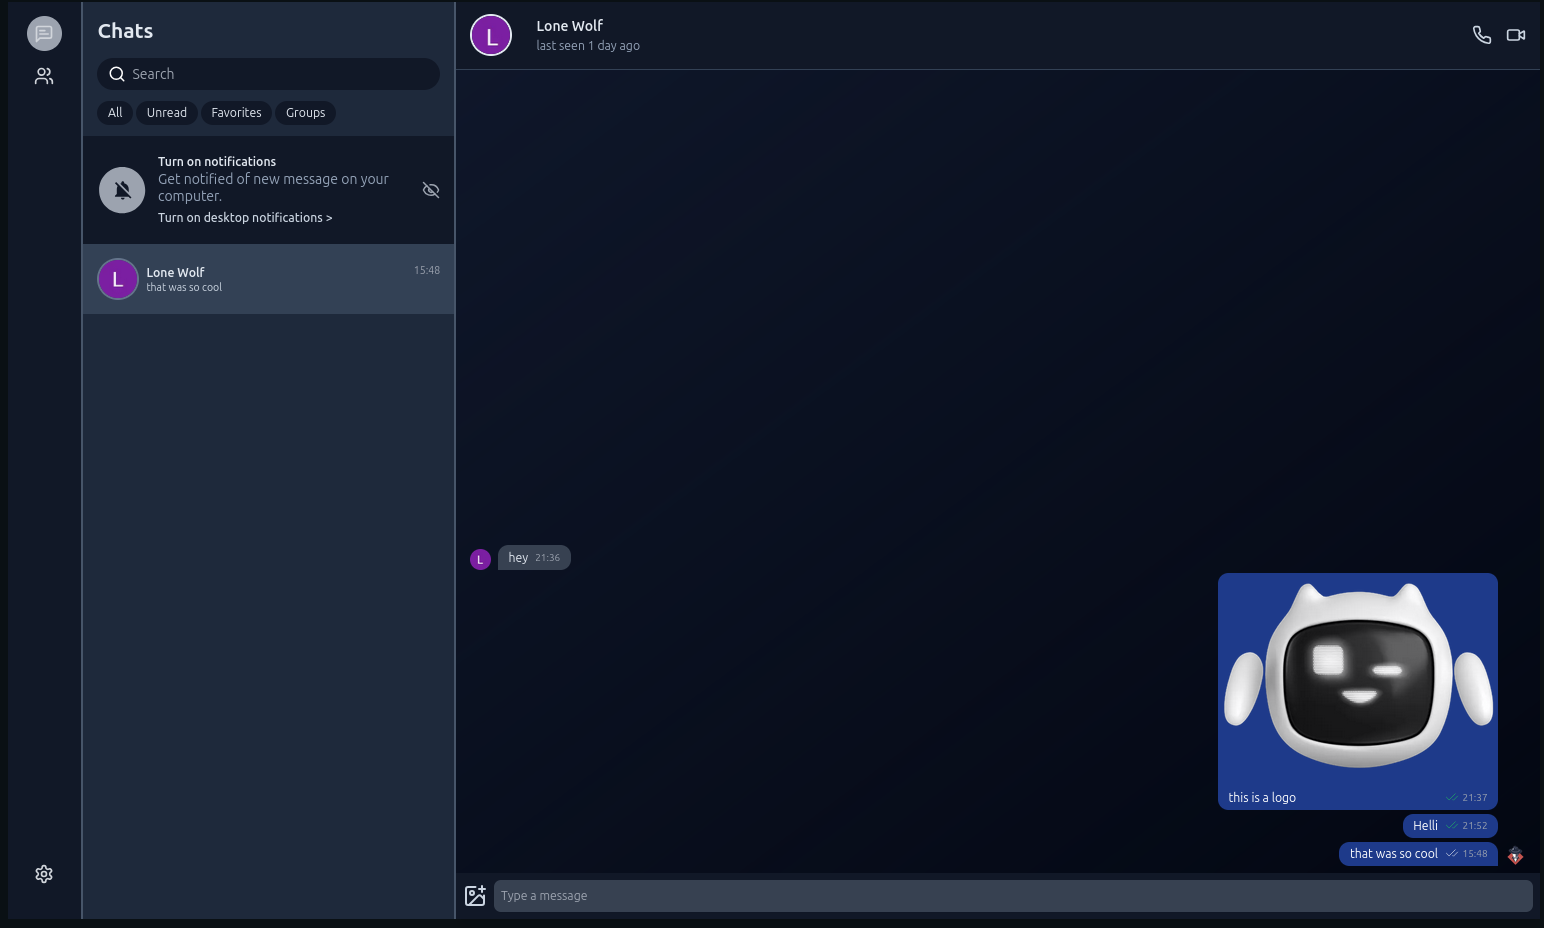 Chats
Search
All Unread Favorites Groups
Turn on notifications
Get notified of new message on your
computer.
Turn on desktop notifications >
L
Lone Wolf
15:48
that was so cool
L
Lone Wolf
last seen 1 day ago
L
hey 21:36
this is a logo 21:37
Helli 21:52
that was so cool 15:48
Type a message